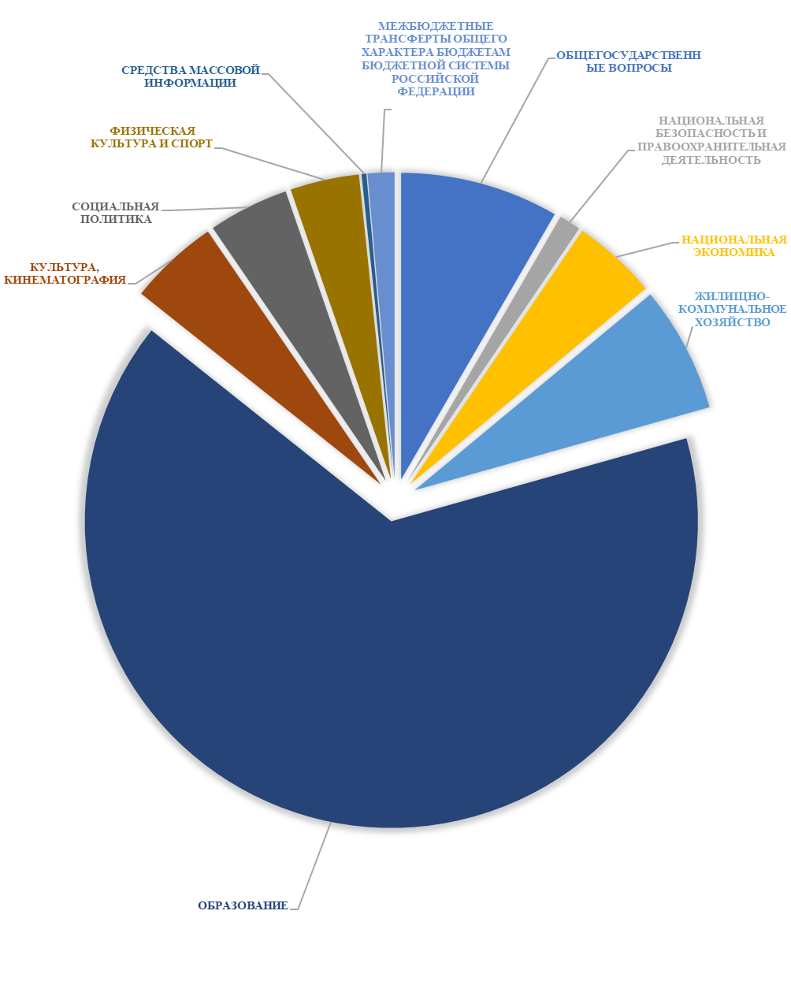 МЕЖБЮДЖЕТНЫЕ
ТРАНСФЕРТЫ ОБЩЕГО
ХАРАКТЕРА БЮДЖЕТАМ
БЮДЖЕТНОЙ СИСТЕМЫ
РОССИЙСКОЙ
ФЕДЕРАЦИИ
ОБЩЕГОСУДАРСТВЕНН
ЫЕ ВОПРОСЫ
СРЕДСТВА МАССОВОЙ
ИНФОРМАЦИИ
НАЦИОНАЛЬНАЯ
БЕЗОПАСНОСТЬ И
ПРАВООХРАНИТЕЛЬНАЯ
ДЕЯТЕЛЬНОСТЬ
ФИЗИЧЕСКАЯ
КУЛЬТУРА И СПОРТ
СОЦИАЛЬНАЯ
ПОЛИТИКА
НАЦИОНАЛЬНАЯ
ЭКОНОМИКА
КУЛЬТУРА,
КИНЕМАТОГРАФИЯ
ЖИЛИЩНО-
КОММУНАЛЬНОЕ
ХОЗЯЙСТВО
ОБРАЗОВАНИЕ